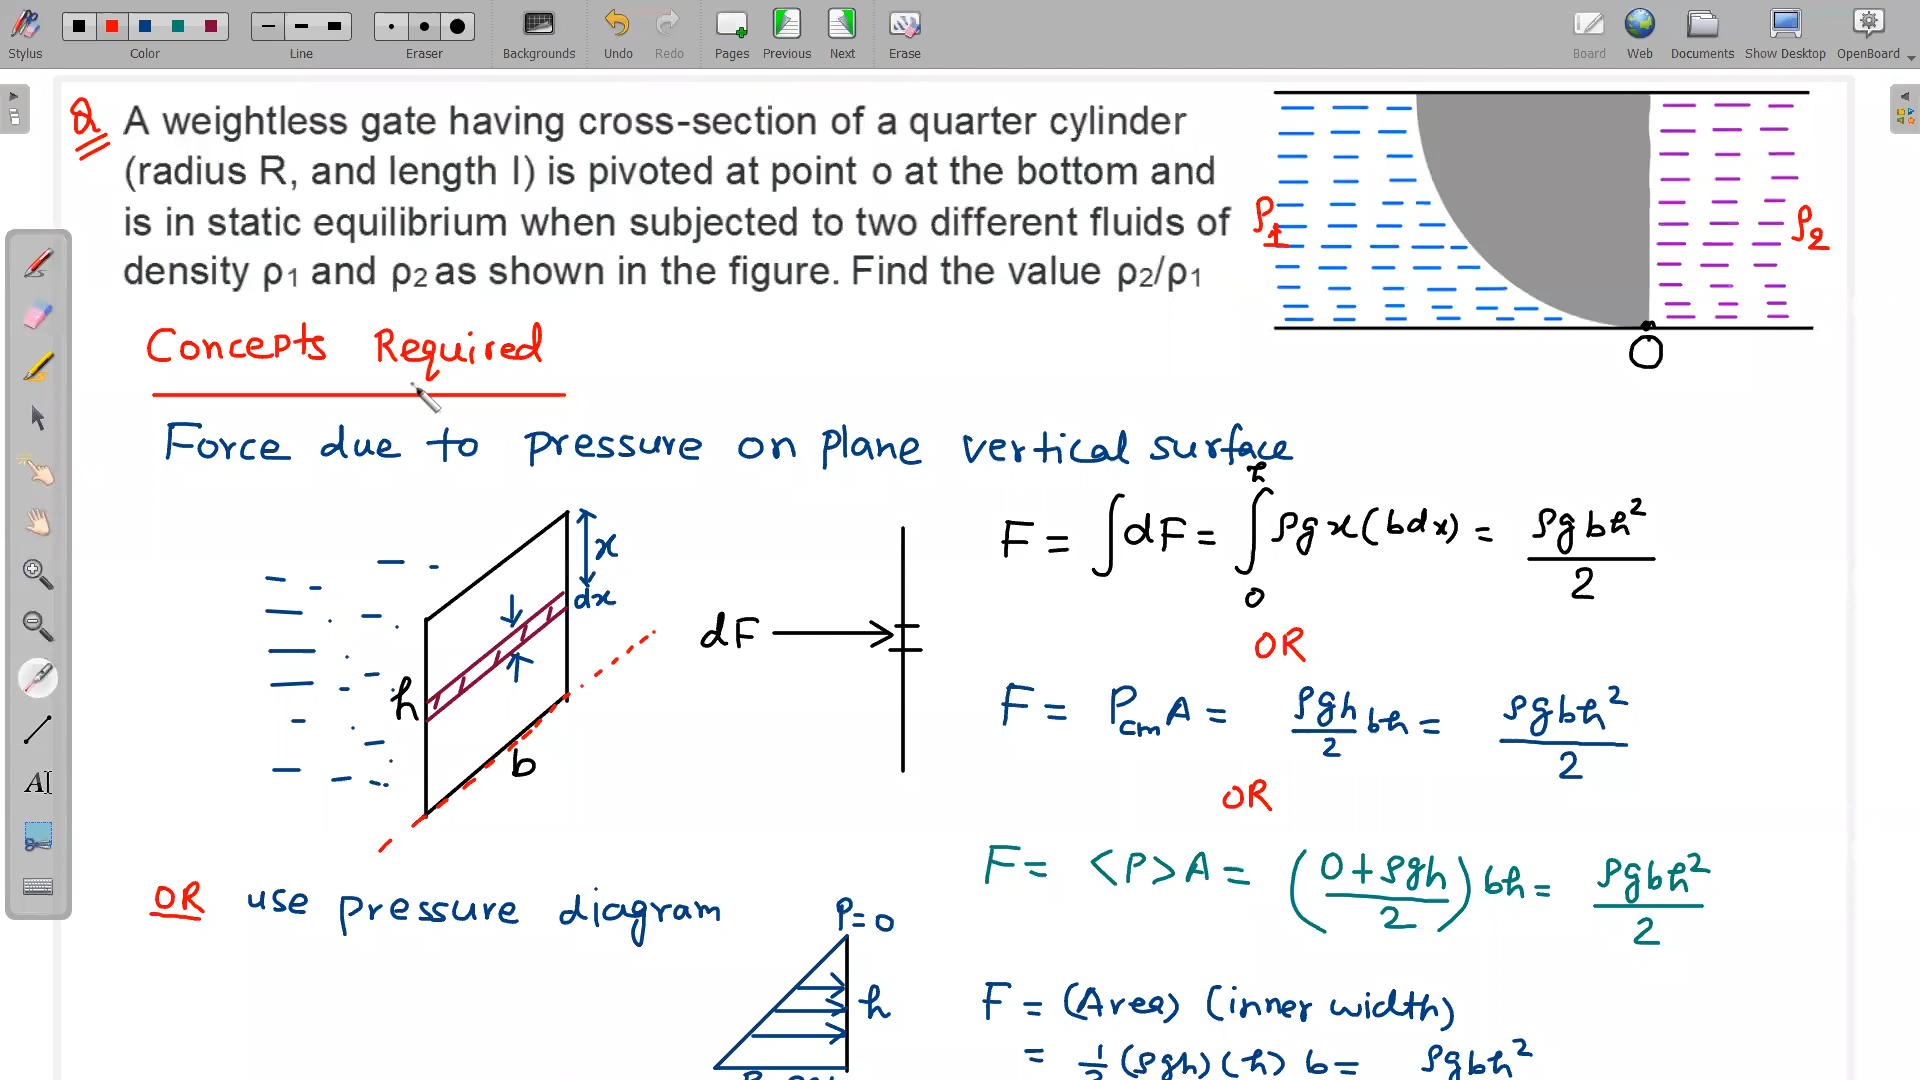 Stylus Color Line Eraser Backgrounds Undo Redo Pages Previous Next Erase Board Web Documents Show Desktop OpenBoard
Q A weightless gate having cross-section of a quarter cylinder
(radius R, and length l) is pivoted at point o at the bottom and
is in static equilibrium when subjected to two different fluids of
density ρ₁ and ρ₂ as shown in the figure. Find the value ρ₂/ρ₁
ρ₁
ρ₂
O
Concepts Required
Force due to pressure on plane vertical surface
x
dx
h
b
dF
F = ∫dF = ∫₀ʰ ρgx(bdx) = ρgbh²/2
OR
F = P_cm A = ρgh/2 bh = ρgbh²/2
OR
F = <P>A = (0+ρgh/2) bh = ρgbh²/2
OR use pressure diagram
P=0
h
F = (Area) (inner width)
= ½ (ρgh)(h) b = ρgbh²
AI